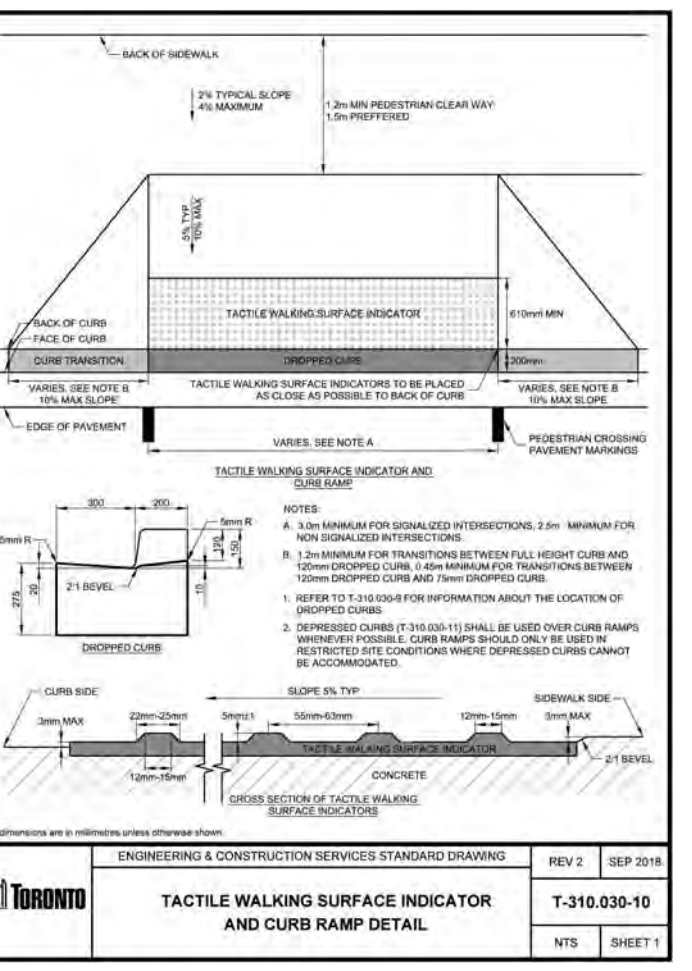 BACK OF SIDEWALK
2% TYPICAL SLOPE
4% MAXIMUM
1.2m MIN PEDESTRIAN CLEAR WAY
1.5m PREFFERED
5% TYP
10% MAX
TACTILE WALKING SURFACE INDICATOR
610mm MIN
BACK OF CURB
FACE OF CURB
CURB TRANSITION
DROPPED CURB
200mm
VARIES, SEE NOTE B
10% MAX SLOPE
TACTILE WALKING SURFACE INDICATORS TO BE PLACED
AS CLOSE AS POSSIBLE TO BACK OF CURB
VARIES, SEE NOTE B
10% MAX SLOPE
EDGE OF PAVEMENT
VARIES, SEE NOTE A
PEDESTRIAN CROSSING
PAVEMENT MARKINGS
TACTILE WALKING SURFACE INDICATOR AND
CURB RAMP
300
200
5mm R
5mm R
120
150
275
20
10
2:1 BEVEL
DROPPED CURB
NOTES:
A. 3.0m MINIMUM FOR SIGNALIZED INTERSECTIONS, 2.5m MINIMUM FOR
NON SIGNALIZED INTERSECTIONS.
B. 1.2m MINIMUM FOR TRANSITIONS BETWEEN FULL HEIGHT CURB AND
120mm DROPPED CURB, 0.45m MINIMUM FOR TRANSITIONS BETWEEN
120mm DROPPED CURB AND 75mm DROPPED CURB.
1. REFER TO T-310.030-9 FOR INFORMATION ABOUT THE LOCATION OF
DROPPED CURBS
2. DEPRESSED CURBS (T-310.030-11) SHALL BE USED OVER CURB RAMPS
WHENEVER POSSIBLE. CURB RAMPS SHOULD ONLY BE USED IN
RESTRICTED SITE CONDITIONS WHERE DEPRESSED CURBS CANNOT
BE ACCOMMODATED.
CURB SIDE
SLOPE 5% TYP
SIDEWALK SIDE
3mm MAX
22mm-25mm
5mm±1
55mm-63mm
12mm-15mm
3mm MAX
TACTILE WALKING SURFACE INDICATOR
2:1 BEVEL
12mm-15mm
CONCRETE
CROSS SECTION OF TACTILE WALKING
SURFACE INDICATORS
dimensions are in millimetres unless otherwise shown
ENGINEERING & CONSTRUCTION SERVICES STANDARD DRAWING
REV 2
SEP 2018
TORONTO
TACTILE WALKING SURFACE INDICATOR
AND CURB RAMP DETAIL
T-310.030-10
NTS
SHEET 1